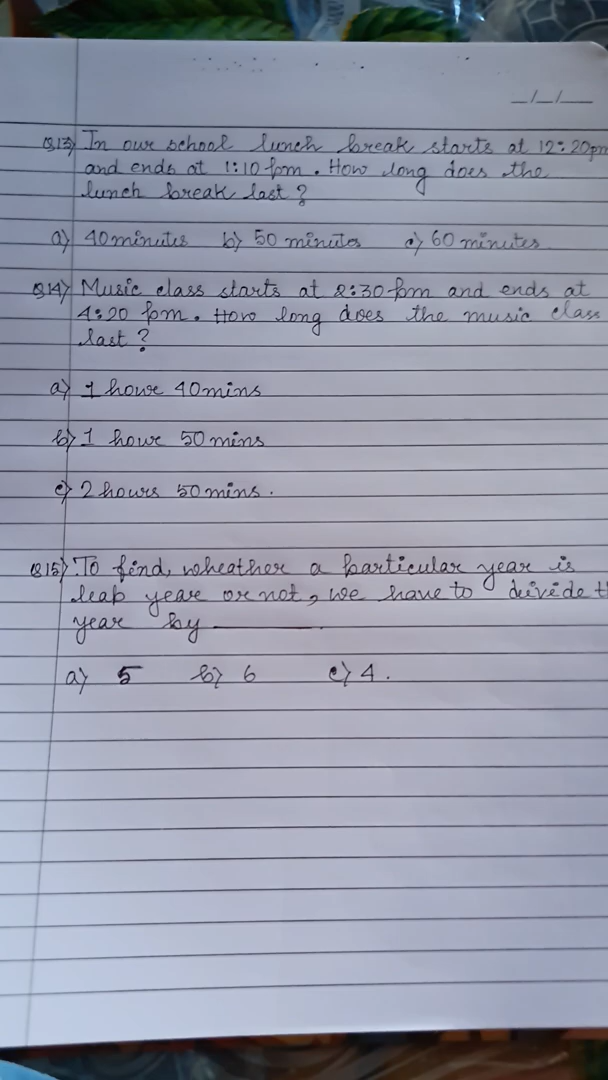 _/_/__
Q13) In our school lunch break starts at 12:20pm
and ends at 1:10 pm. How long does the
lunch break last?
a) 40 minutes b) 50 minutes c) 60 minutes
Q14) Music class starts at 2:30 pm and ends at
4:20 pm. How long does the music class
last?
a) 1 hour 40 mins
b) 1 hour 50 mins
c) 2 hours 50 mins.
Q15) To find, wheather a particular year is
leap year or not, we have to devide th
year by ______.
a) 5 b) 6 c) 4.